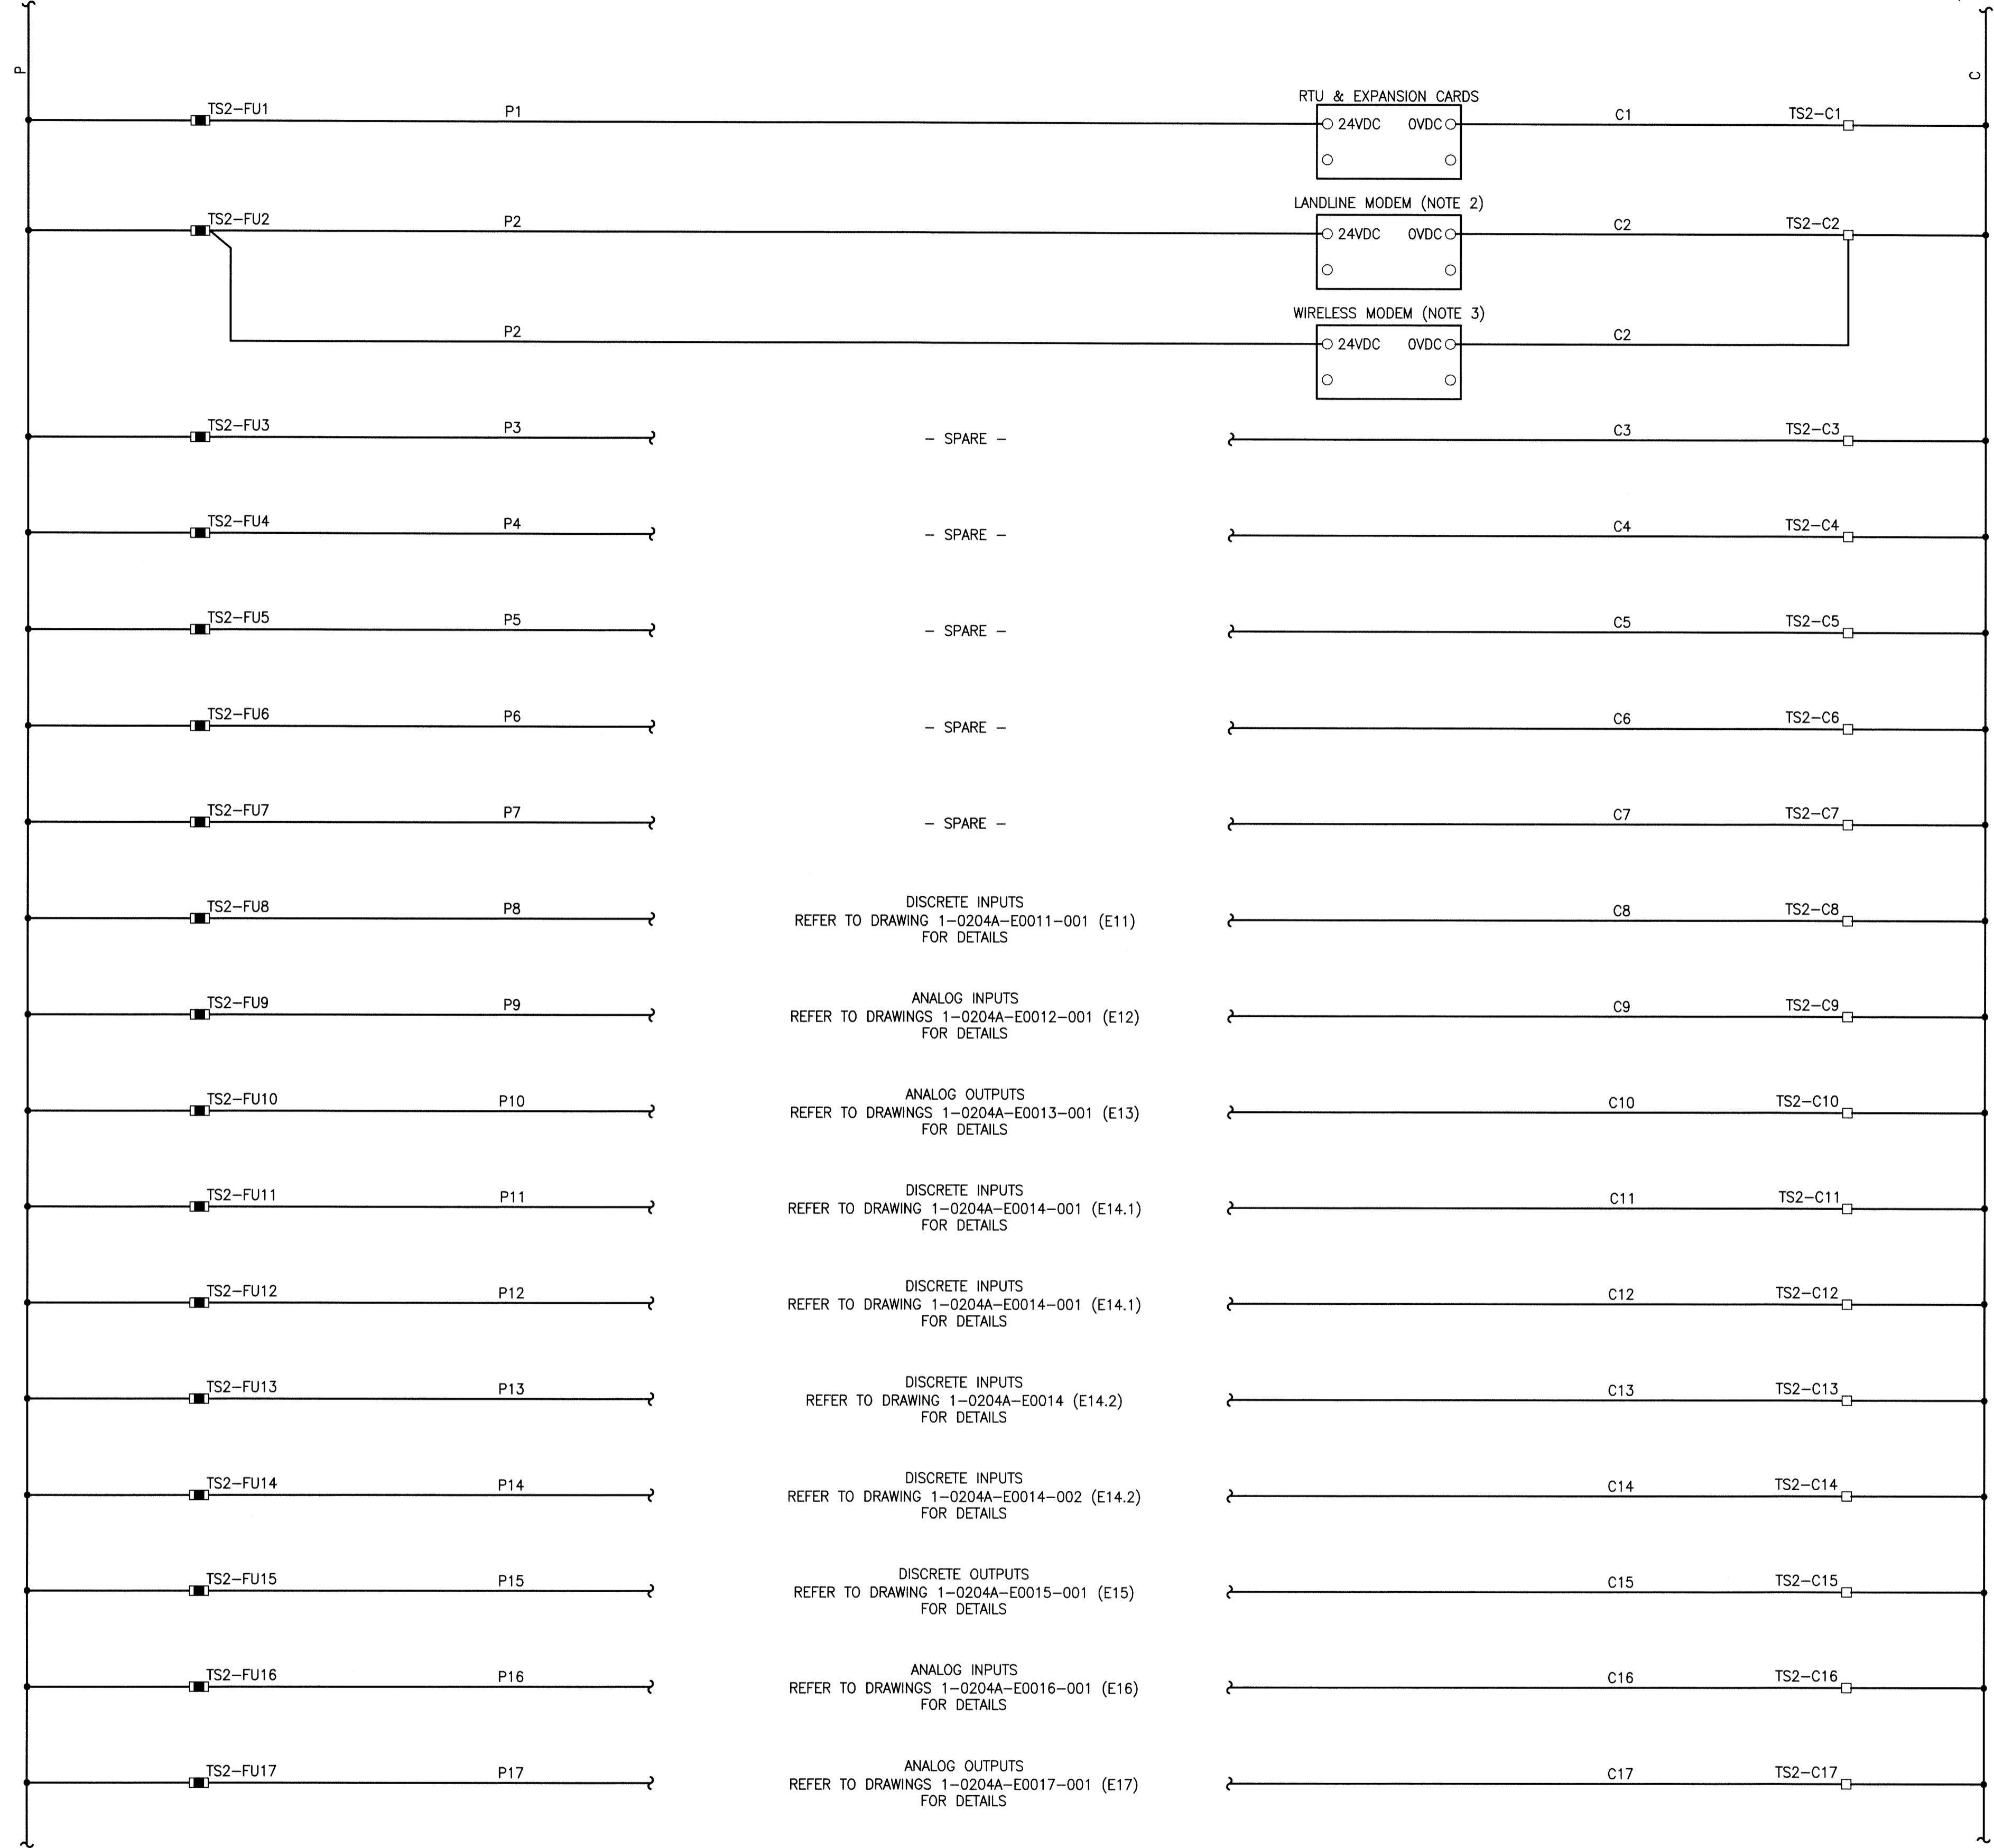 P
C
RTU & EXPANSION CARDS
TS2-FU1 P1 24VDC 0VDC C1 TS2-C1
LANDLINE MODEM (NOTE 2)
TS2-FU2 P2 24VDC 0VDC C2 TS2-C2
WIRELESS MODEM (NOTE 3)
P2 24VDC 0VDC C2
TS2-FU3 P3 - SPARE - C3 TS2-C3
TS2-FU4 P4 - SPARE - C4 TS2-C4
TS2-FU5 P5 - SPARE - C5 TS2-C5
TS2-FU6 P6 - SPARE - C6 TS2-C6
TS2-FU7 P7 - SPARE - C7 TS2-C7
DISCRETE INPUTS
TS2-FU8 P8 REFER TO DRAWING 1-0204A-E0011-001 (E11) C8 TS2-C8
FOR DETAILS
ANALOG INPUTS
TS2-FU9 P9 REFER TO DRAWINGS 1-0204A-E0012-001 (E12) C9 TS2-C9
FOR DETAILS
ANALOG OUTPUTS
TS2-FU10 P10 REFER TO DRAWINGS 1-0204A-E0013-001 (E13) C10 TS2-C10
FOR DETAILS
DISCRETE INPUTS
TS2-FU11 P11 REFER TO DRAWING 1-0204A-E0014-001 (E14.1) C11 TS2-C11
FOR DETAILS
DISCRETE INPUTS
TS2-FU12 P12 REFER TO DRAWING 1-0204A-E0014-001 (E14.1) C12 TS2-C12
FOR DETAILS
DISCRETE INPUTS
TS2-FU13 P13 REFER TO DRAWING 1-0204A-E0014 (E14.2) C13 TS2-C13
FOR DETAILS
DISCRETE INPUTS
TS2-FU14 P14 REFER TO DRAWING 1-0204A-E0014-002 (E14.2) C14 TS2-C14
FOR DETAILS
DISCRETE OUTPUTS
TS2-FU15 P15 REFER TO DRAWING 1-0204A-E0015-001 (E15) C15 TS2-C15
FOR DETAILS
ANALOG INPUTS
TS2-FU16 P16 REFER TO DRAWINGS 1-0204A-E0016-001 (E16) C16 TS2-C16
FOR DETAILS
ANALOG OUTPUTS
TS2-FU17 P17 REFER TO DRAWINGS 1-0204A-E0017-001 (E17) C17 TS2-C17
FOR DETAILS